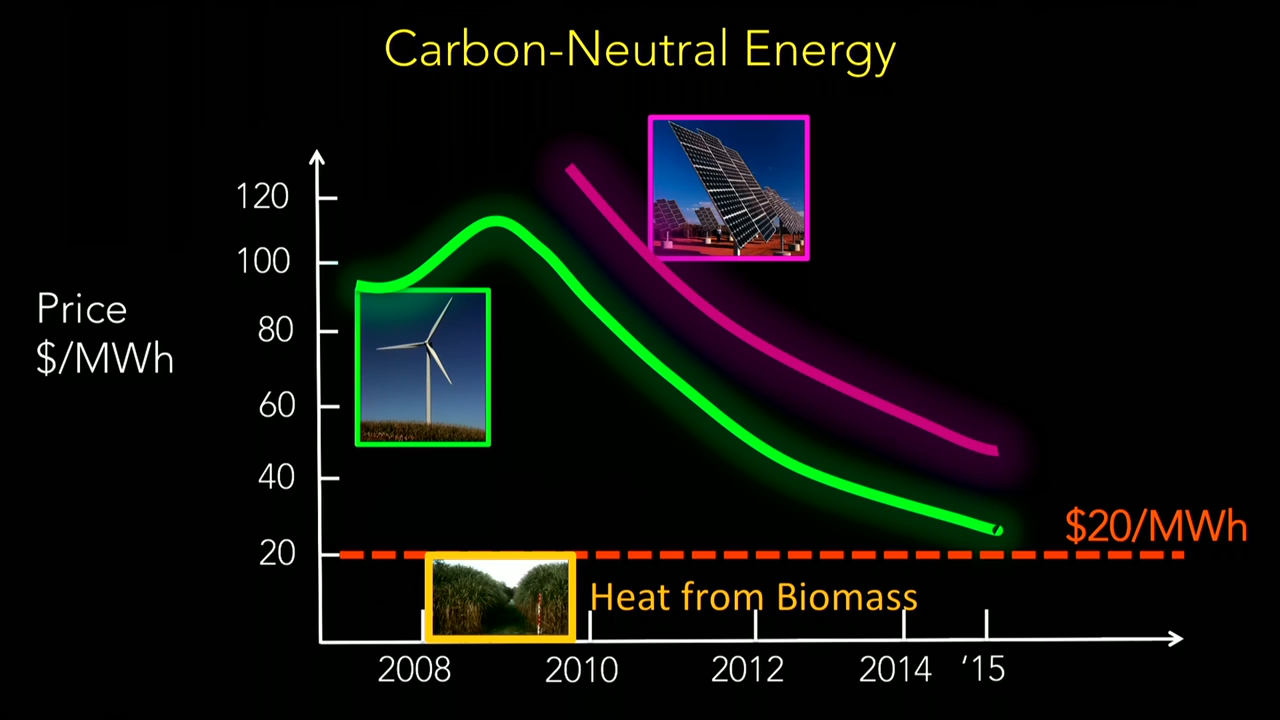 Carbon-Neutral Energy
120
100
Price
80
$/MWh
60
40
$20/MWh
20
Heat from Biomass
2008
2010
2012
2014
‘15